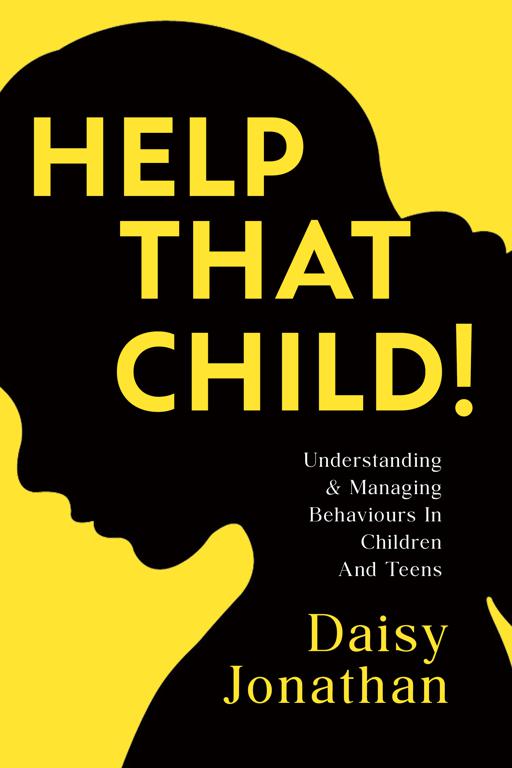 HELP
THAT
CHILD!
Understanding
& Managing
Behaviours In
Children
And Teens
Daisy
Jonathan